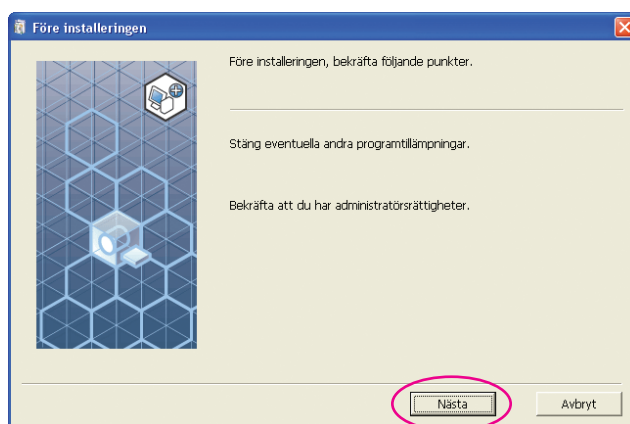 Före installeringen
Före installeringen, bekräfta följande punkter.
Stäng eventuella andra programtillämpningar.
Bekräfta att du har administratörsrättigheter.
Nästa
Avbryt